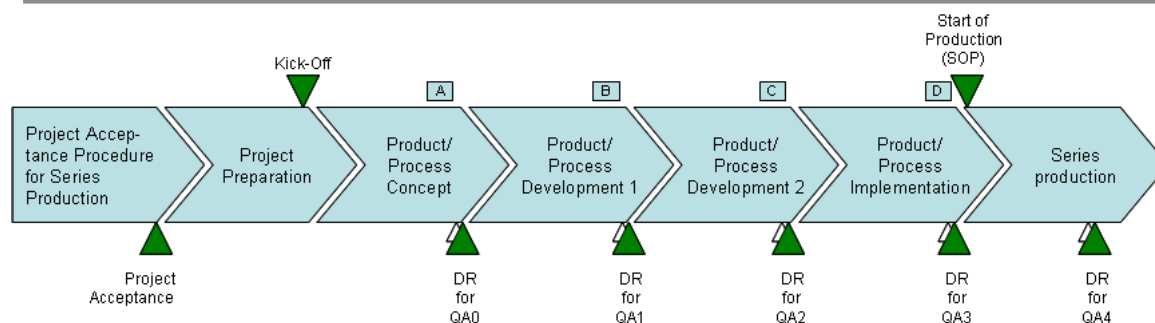 Start of
Production
(SOP)
Kick-Off
A
B
C
D
Project Accep-
tance Procedure
for Series
Production
Project
Preparation
Product/
Process
Concept
Product/
Process
Development 1
Product/
Process
Development 2
Product/
Process
Implementation
Series
production
Project
Acceptance
DR
for
QA0
DR
for
QA1
DR
for
QA2
DR
for
QA3
DR
for
QA4